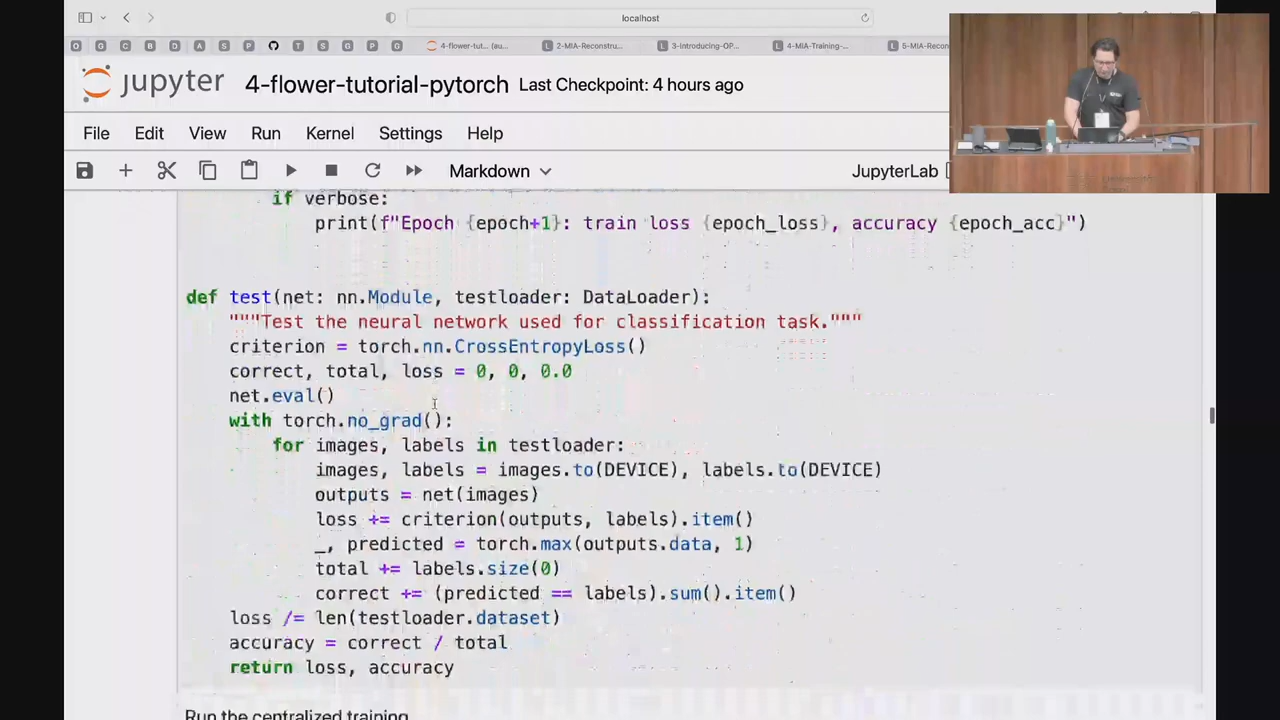 localhost
O G C B D A S P T S G P G 4-flower-tut... (au... 2-MIA-Reconstru... 3-Introducing-OP... 4-MIA-Training-... 5-MIA-Recon
jupyter 4-flower-tutorial-pytorch Last Checkpoint: 4 hours ago
File Edit View Run Kernel Settings Help
Markdown JupyterLab
if verbose:
print(f"Epoch {epoch+1}: train loss {epoch_loss}, accuracy {epoch_acc}")
def test(net: nn.Module, testloader: DataLoader):
"""Test the neural network used for classification task."""
criterion = torch.nn.CrossEntropyLoss()
correct, total, loss = 0, 0, 0.0
net.eval()
with torch.no_grad():
for images, labels in testloader:
images, labels = images.to(DEVICE), labels.to(DEVICE)
outputs = net(images)
loss += criterion(outputs, labels).item()
_, predicted = torch.max(outputs.data, 1)
total += labels.size(0)
correct += (predicted == labels).sum().item()
loss /= len(testloader.dataset)
accuracy = correct / total
return loss, accuracy
Run the centralized training